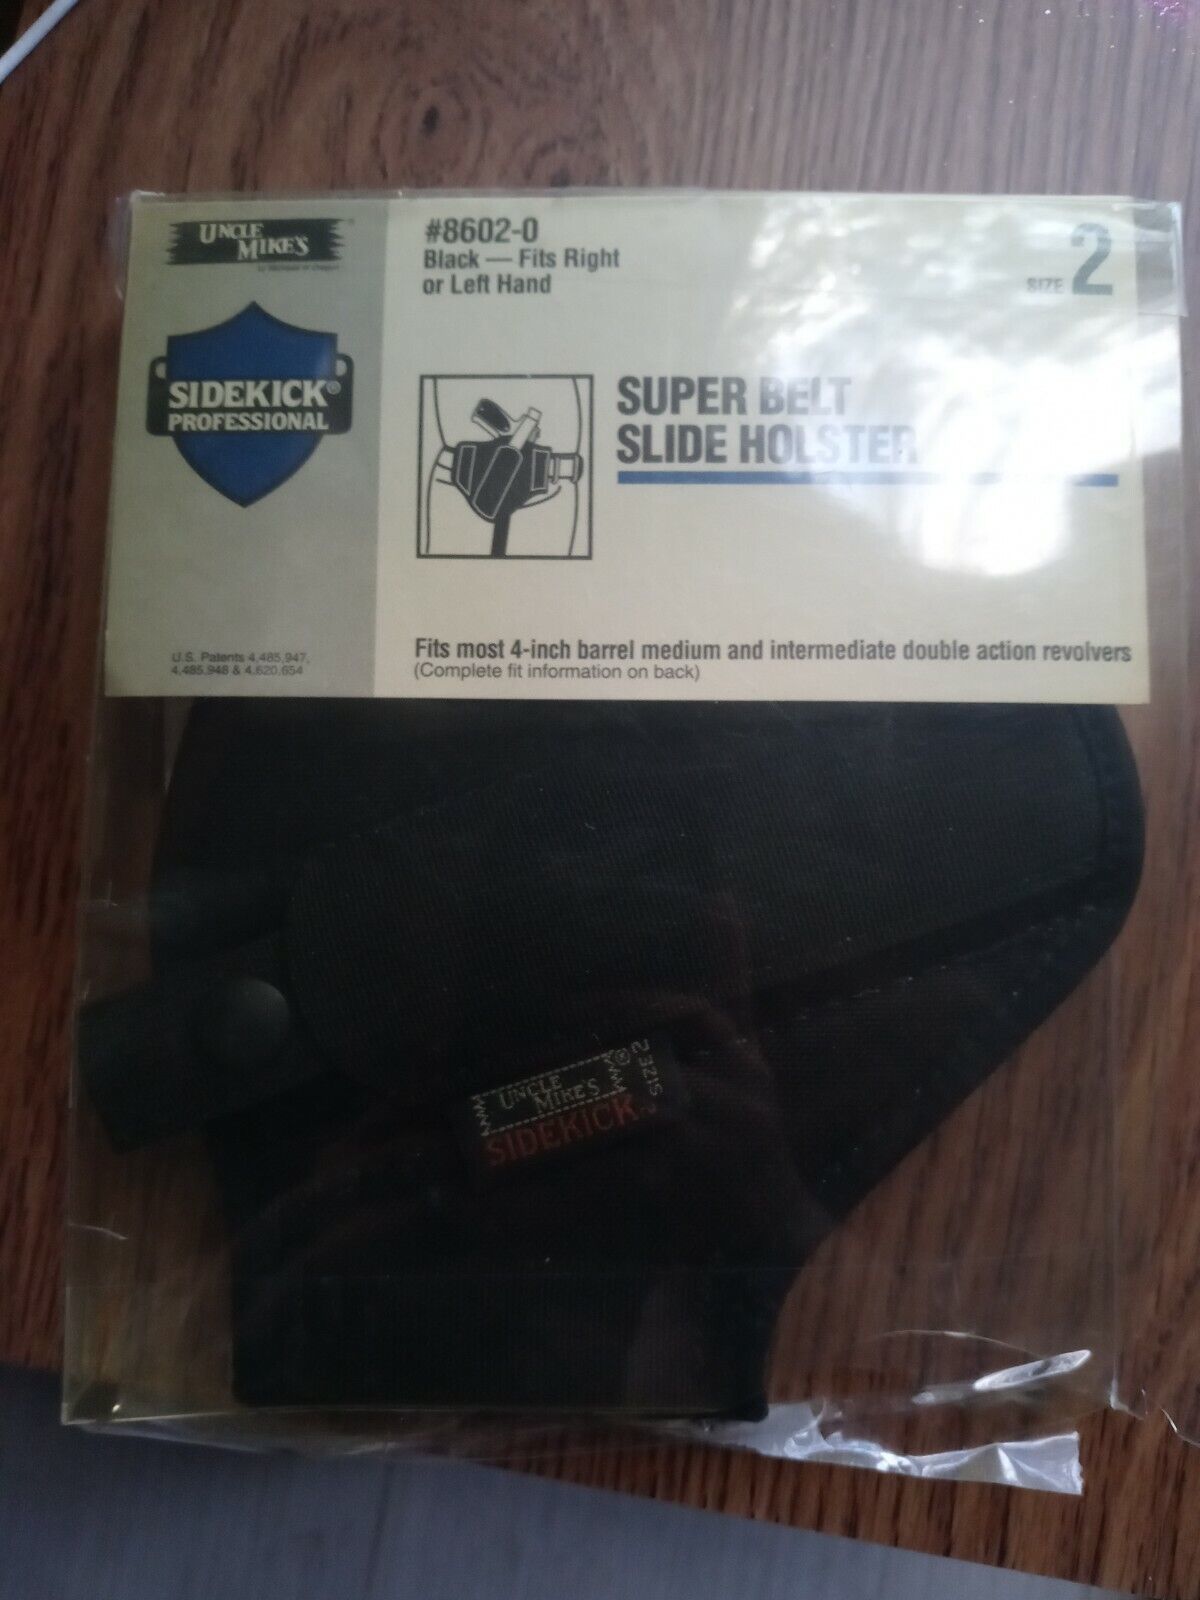 UNCLE
MIKE'S
®
SIDEKICK®
PROFESSIONAL
U.S. Patents 4,485,947,
4,485,948 & 4,620,654
#8602-0
Black — Fits Right
or Left Hand
SIZE 2
SUPER BELT
SLIDE HOLSTER
Fits most 4-inch barrel medium and intermediate double action revolvers
(Complete fit information on back)
UNCLE
MIKE'S
®
SIDEKICK